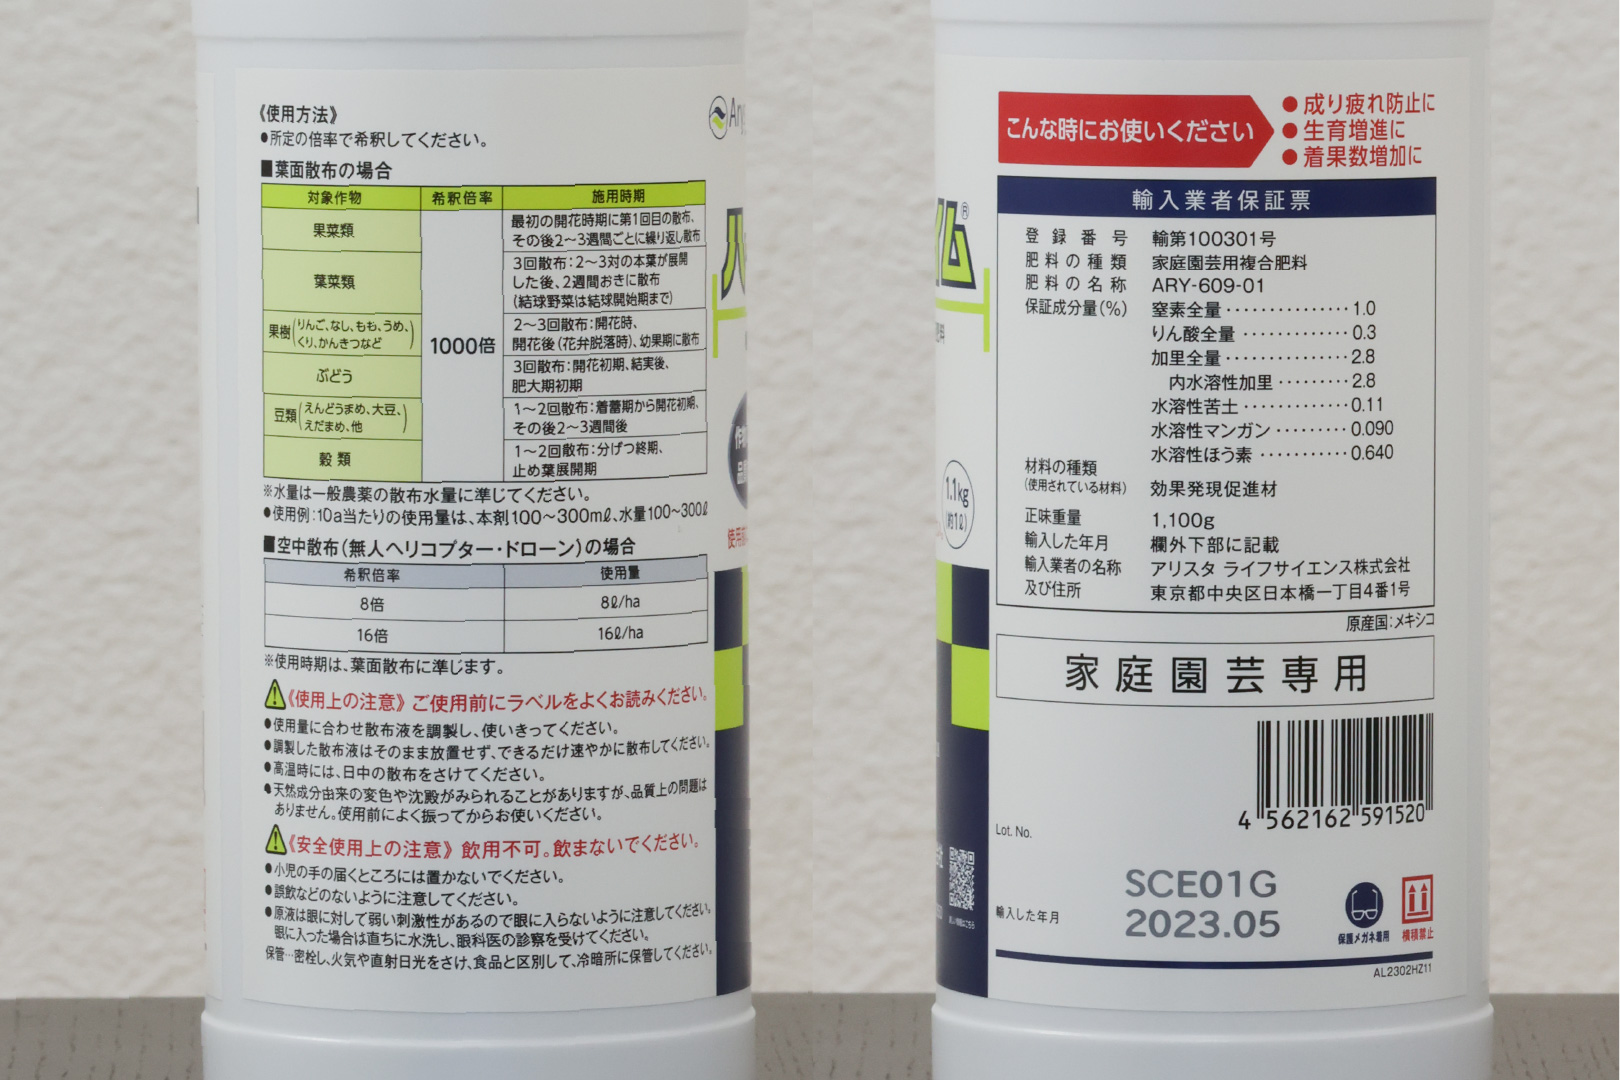 《使用方法》
●所定の倍率で希釈してください。
■葉面散布の場合
対象作物 希釈倍率 施用時期
果菜類 最初の開花時期に第1回目の散布、
その後2～3週間ごとに繰り返し散布
葉菜類 3回散布：2～3対の本葉が展開
した後、2週間おきに散布
(結球野菜は結球開始期まで)
果樹(りんご、なし、もも、うめ、
くり、かんきつなど) 2～3回散布：開花時、
開花後(花弁脱落時)、幼果期に散布
1000倍
ぶどう 3回散布：開花初期、結実後、
肥大期初期
豆類(えんどうまめ、大豆、
えだまめ、他) 1～2回散布：着蕾期から開花初期、
その後2～3週間後
穀類 1～2回散布：分げつ終期、
止め葉展開期
※水量は一般農薬の散布水量に準じてください。
●使用例：10a当たりの使用量は、本剤100～300mℓ、水量100～300ℓ
■空中散布(無人ヘリコプター・ドローン)の場合
希釈倍率 使用量
8倍 8ℓ/ha
16倍 16ℓ/ha
※使用時期は、葉面散布に準じます。
《使用上の注意》ご使用前にラベルをよくお読みください。
●使用量に合わせ散布液を調製し、使いきってください。
●調製した散布液はそのまま放置せず、できるだけ速やかに散布してください。
●高温時には、日中の散布をさけてください。
●天然成分由来の変色や沈殿がみられることがありますが、品質上の問題は
ありません。使用前によく振ってからお使いください。
《安全使用上の注意》飲用不可。飲まないでください。
●小児の手の届くところには置かないでください。
●誤飲などのないように注意してください。
●原液は眼に対して弱い刺激性があるので眼に入らないように注意してください。
眼に入った場合は直ちに水洗し、眼科医の診察を受けてください。
保管…密栓し、火気や直射日光をさけ、食品と区別して、冷暗所に保管してください。
こんな時にお使いください
●成り疲れ防止に
●生育増進に
●着果数増加に
輸入業者保証票
登録番号 輸第100301号
肥料の種類 家庭園芸用複合肥料
肥料の名称 ARY-609-01
保証成分量(%) 窒素全量 ・・・・・・・・・・・・・・・ 1.0
りん酸全量 ・・・・・・・・・・・・・ 0.3
加里全量 ・・・・・・・・・・・・・・・ 2.8
内水溶性加里 ・・・・・・・・・ 2.8
水溶性苦土 ・・・・・・・・・・・・・ 0.11
水溶性マンガン ・・・・・・・・・ 0.090
水溶性ほう素 ・・・・・・・・・・・ 0.640
材料の種類
(使用されている材料) 効果発現促進材
正味重量 1,100g
輸入した年月 欄外下部に記載
輸入業者の名称 アリスタ ライフサイエンス株式会社
及び住所 東京都中央区日本橋一丁目4番1号
原産国：メキシコ
家庭園芸専用
4 562162 591520
Lot. No.
SCE01G
輸入した年月 2023.05
保護メガネ着用
横積禁止
AL2302HZ11
1.1kg
(約1ℓ)